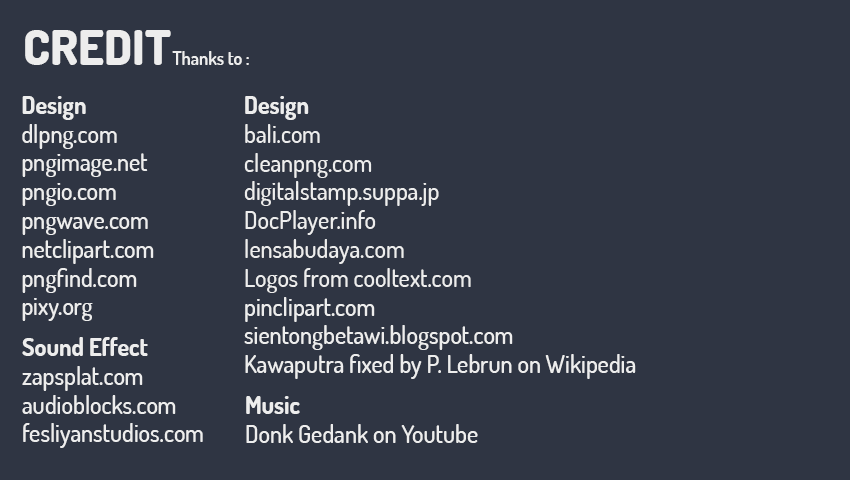 CREDIT Thanks to :
Design
dlpng.com
pngimage.net
pngio.com
pngwave.com
netclipart.com
pngfind.com
pixy.org
Sound Effect
zapsplat.com
audioblocks.com
fesliyanstudios.com
Design
bali.com
cleanpng.com
digitalstamp.suppa.jp
DocPlayer.info
lensabudaya.com
Logos from cooltext.com
pinclipart.com
sientongbetawi.blogspot.com
Kawaputra fixed by P. Lebrun on Wikipedia
Music
Donk Gedank on Youtube